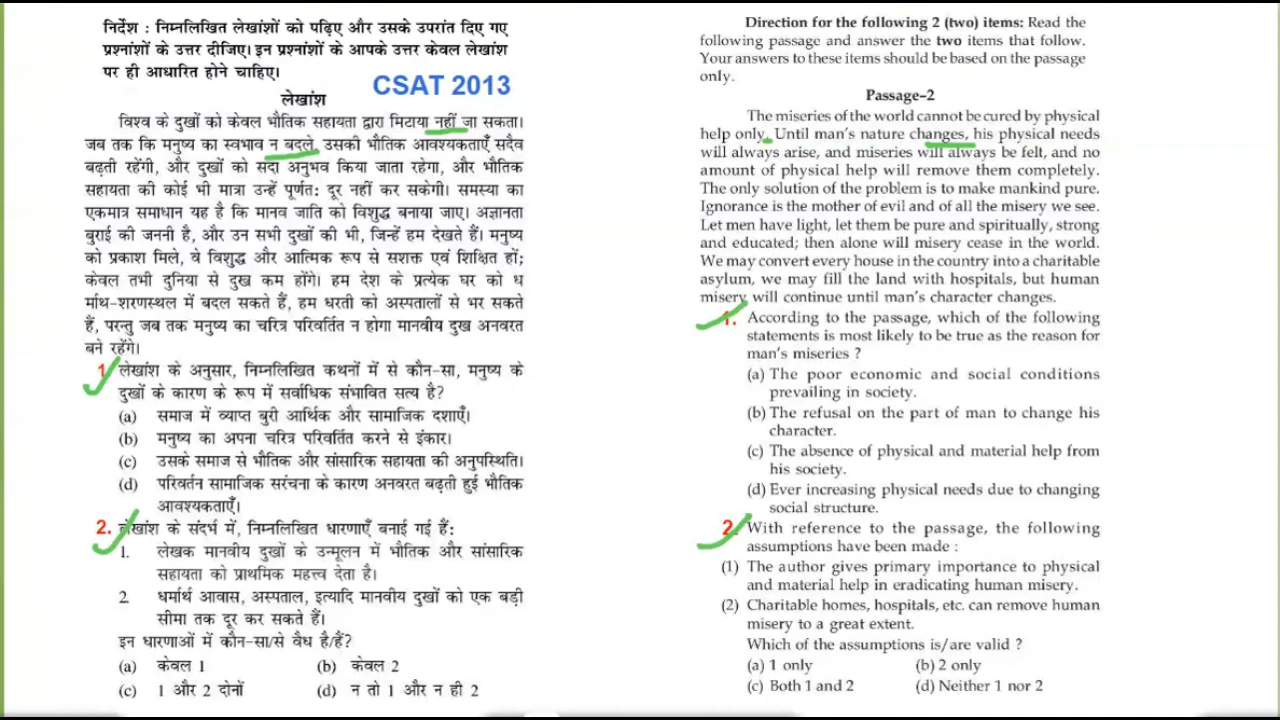 निर्देश : निम्नलिखित लेखांशों को पढ़िए और उसके उपरांत दिए गए
प्रश्नांशों के उत्तर दीजिए। इन प्रश्नांशों के आपके उत्तर केवल लेखांश
पर ही आधारित होने चाहिए।
CSAT 2013
लेखांश
विश्व के दुखों को केवल भौतिक सहायता द्वारा मिटाया नहीं जा सकता।
जब तक कि मनुष्य का स्वभाव न बदले, उसकी भौतिक आवश्यकताएँ सदैव
बढ़ती रहेंगी, और दुखों को सदा अनुभव किया जाता रहेगा, और भौतिक
सहायता की कोई भी मात्रा उन्हें पूर्णत: दूर नहीं कर सकेगी। समस्या का
एकमात्र समाधान यह है कि मानव जाति को विशुद्ध बनाया जाए। अज्ञानता
बुराई की जननी है, और उन सभी दुखों की भी, जिन्हें हम देखते हैं। मनुष्य
को प्रकाश मिले, वे विशुद्ध और आत्मिक रूप से सशक्त एवं शिक्षित हों;
केवल तभी दुनिया से दुख कम होंगे। हम देश के प्रत्येक घर को ध
र्माथ-शरणस्थल में बदल सकते हैं, हम धरती को अस्पतालों से भर सकते
हैं, परन्तु जब तक मनुष्य का चरित्र परिवर्तित न होगा मानवीय दुख अनवरत
बने रहेंगे।
1 लेखांश के अनुसार, निम्नलिखित कथनों में से कौन-सा, मनुष्य के
दुखों के कारण के रूप में सर्वाधिक संभावित सत्य है?
(a) समाज में व्याप्त बुरी आर्थिक और सामाजिक दशाएँ।
(b) मनुष्य का अपना चरित्र परिवर्तित करने से इंकार।
(c) उसके समाज से भौतिक और सांसारिक सहायता की अनुपस्थिति।
(d) परिवर्तन सामाजिक सरंचना के कारण अनवरत बढ़ती हुई भौतिक
आवश्यकताएँ।
2. लेखांश के संदर्भ में, निम्नलिखित धारणाएँ बनाई गई हैं:
1. लेखक मानवीय दुखों के उन्मूलन में भौतिक और सांसारिक
सहायता को प्राथमिक महत्त्व देता है।
2. धर्मार्थ आवास, अस्पताल, इत्यादि मानवीय दुखों को एक बड़ी
सीमा तक दूर कर सकते हैं।
इन धारणाओं में कौन-सा/से वैध है/हैं?
(a) केवल 1 (b) केवल 2
(c) 1 और 2 दोनों (d) न तो 1 और न ही 2
Direction for the following 2 (two) items: Read the
following passage and answer the two items that follow.
Your answers to these items should be based on the passage
only.
Passage-2
The miseries of the world cannot be cured by physical
help only. Until man's nature changes, his physical needs
will always arise, and miseries will always be felt, and no
amount of physical help will remove them completely.
The only solution of the problem is to make mankind pure.
Ignorance is the mother of evil and of all the misery we see.
Let men have light, let them be pure and spiritually, strong
and educated; then alone will misery cease in the world.
We may convert every house in the country into a charitable
asylum, we may fill the land with hospitals, but human
misery will continue until man's character changes.
1. According to the passage, which of the following
statements is most likely to be true as the reason for
man's miseries ?
(a) The poor economic and social conditions
prevailing in society.
(b) The refusal on the part of man to change his
character.
(c) The absence of physical and material help from
his society.
(d) Ever increasing physical needs due to changing
social structure.
2. With reference to the passage, the following
assumptions have been made :
(1) The author gives primary importance to physical
and material help in eradicating human misery.
(2) Charitable homes, hospitals, etc. can remove human
misery to a great extent.
Which of the assumptions is/are valid ?
(a) 1 only (b) 2 only
(c) Both 1 and 2 (d) Neither 1 nor 2